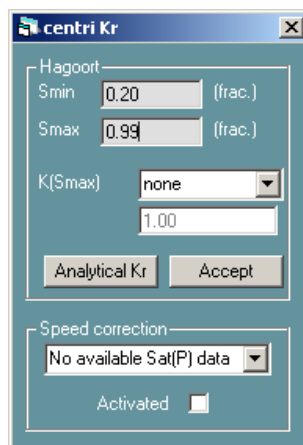 centri Kr
Hagoort
Smin 0.20 (frac.)
Smax 0.99 (frac.)
K(Smax) none
1.00
Analytical Kr Accept
Speed correction
No available Sat(P) data
Activated